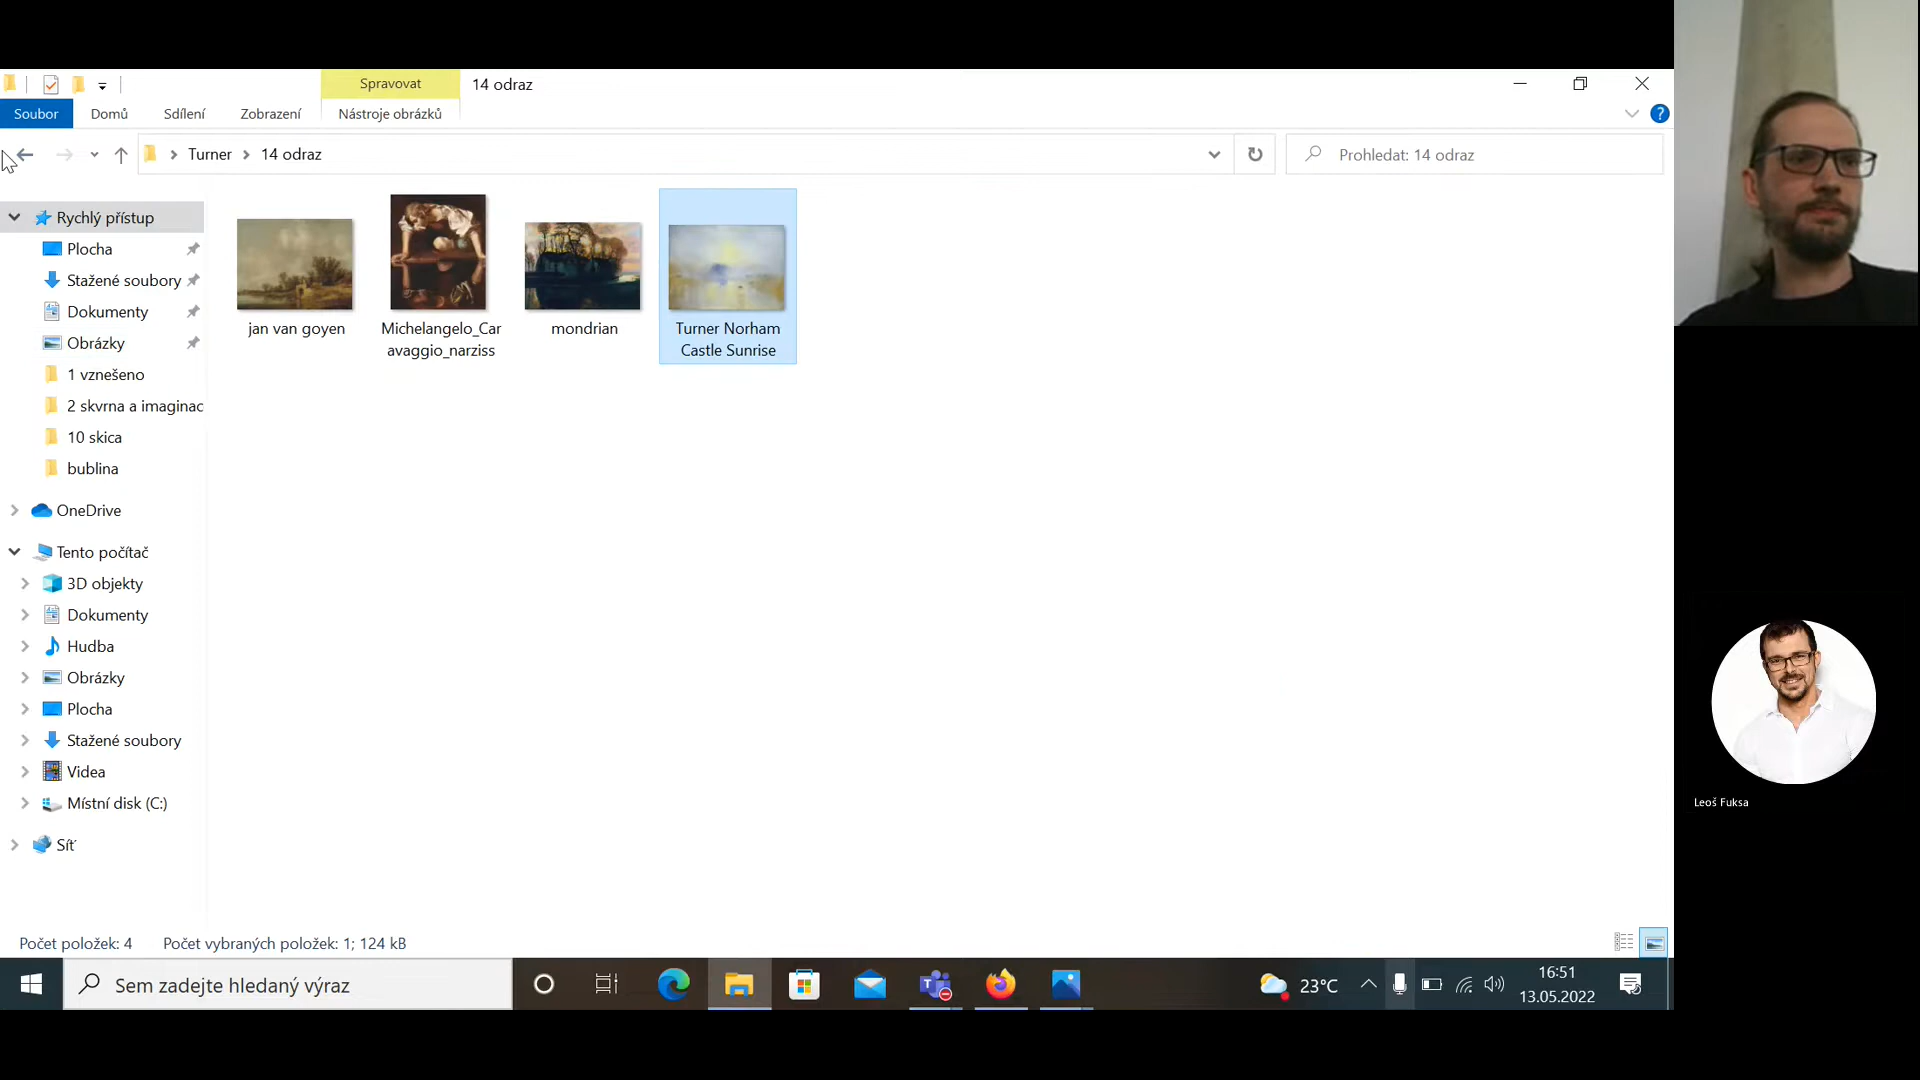 Spravovat
14 odraz
Soubor
Domů
Sdílení
Zobrazení
Nástroje obrázků
Turner
14 odraz
Prohledat: 14 odraz
Rychlý přístup
Plocha
Stažené soubory
Dokumenty
Obrázky
1 vznešeno
2 skvrna a imaginac
10 skica
bublina
OneDrive
Tento počítač
3D objekty
Dokumenty
Hudba
Obrázky
Plocha
Stažené soubory
Videa
Místní disk (C:)
Síť
jan van goyen
Michelangelo_Car
avaggio_narziss
mondrian
Turner Norham
Castle Sunrise
Leoš Fuksa
Počet položek: 4
Počet vybraných položek: 1; 124 kB
Sem zadejte hledaný výraz
23°C
16:51
13.05.2022